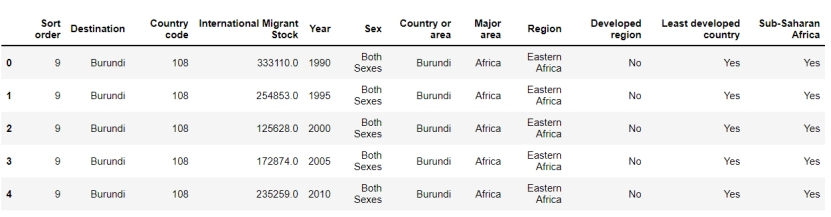 Sort order Destination Country code International Migrant Stock Year Sex Country or area Major area Region Developed region Least developed country Sub-Saharan Africa
0 9 Burundi 108 333110.0 1990 Both Sexes Burundi Africa Eastern Africa No Yes Yes
1 9 Burundi 108 254853.0 1995 Both Sexes Burundi Africa Eastern Africa No Yes Yes
2 9 Burundi 108 125628.0 2000 Both Sexes Burundi Africa Eastern Africa No Yes Yes
3 9 Burundi 108 172874.0 2005 Both Sexes Burundi Africa Eastern Africa No Yes Yes
4 9 Burundi 108 235259.0 2010 Both Sexes Burundi Africa Eastern Africa No Yes Yes